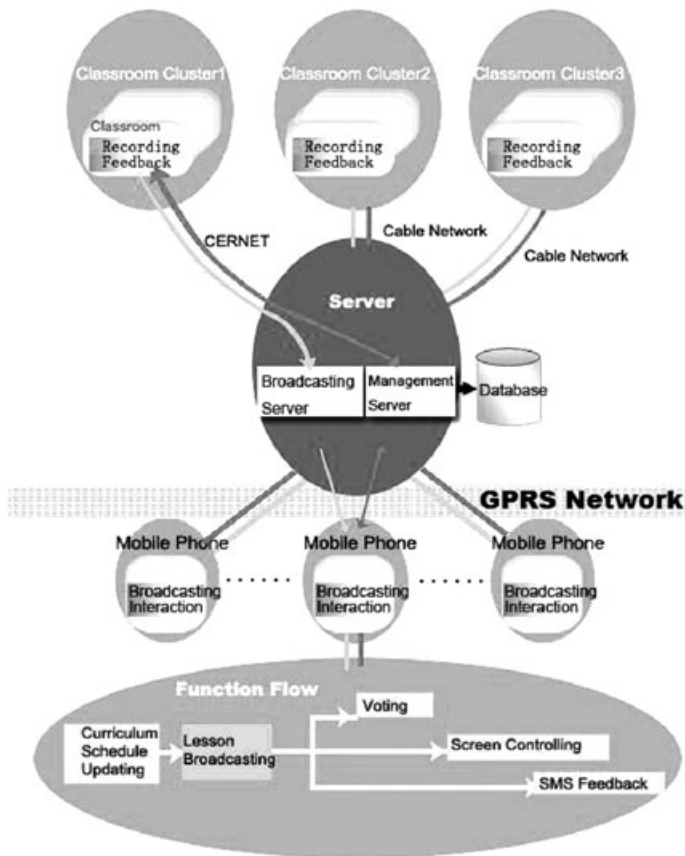 Classroom Cluster1
Classroom Cluster2
Classroom Cluster3
Classroom
Recording
Feedback
Recording
Feedback
Recording
Feedback
CERNET
Cable Network
Cable Network
Server
Broadcasting
Server
Management
Server
Database
GPRS Network
Mobile Phone
Mobile Phone
Mobile Phone
Broadcasting
Interaction
Broadcasting
Interaction
Broadcasting
Interaction
Function Flow
Voting
Curriculum
Schedule
Updating
Lesson
Broadcasting
Screen Controlling
SMS Feedback